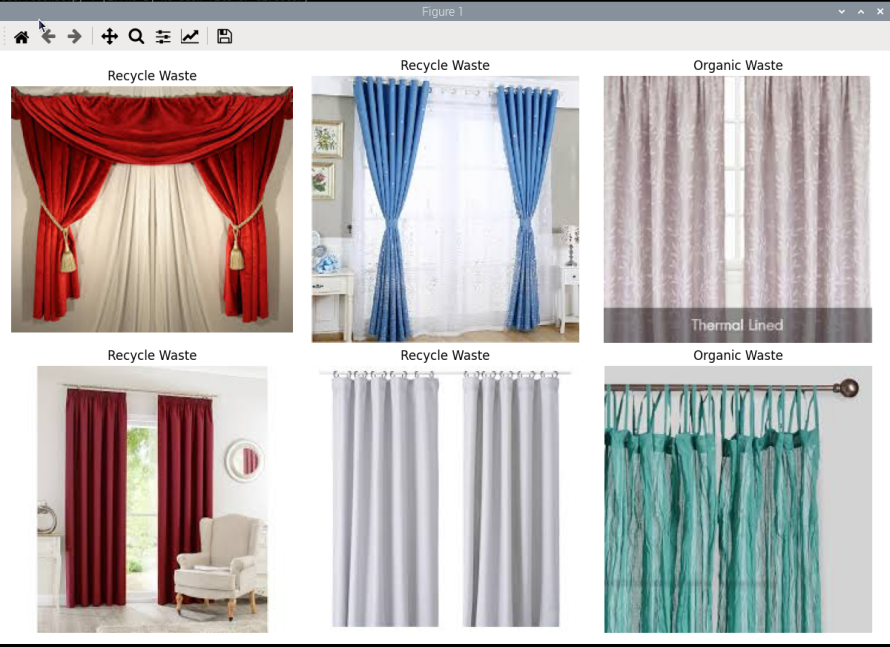 Figure 1
Recycle Waste
Recycle Waste
Organic Waste
Thermal Lined
Recycle Waste
Recycle Waste
Organic Waste